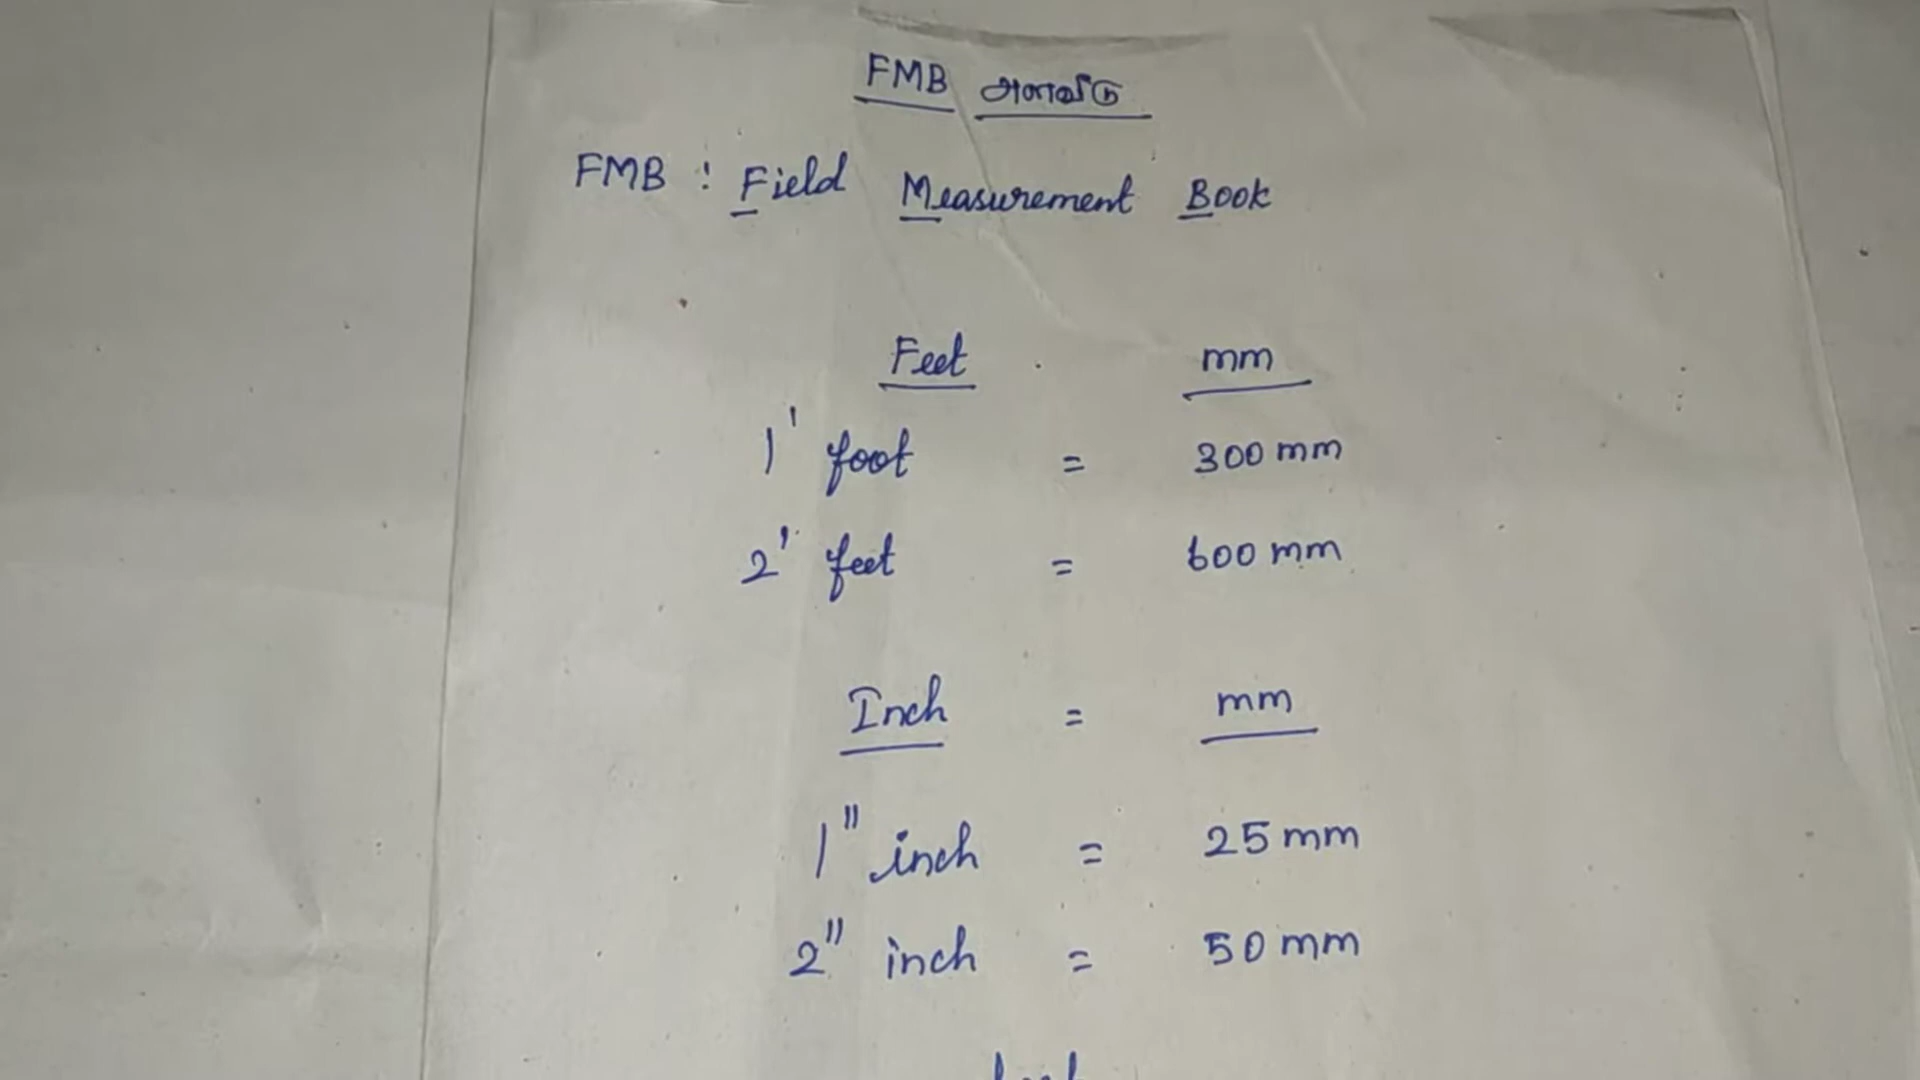 FMB அளவீடு
FMB : Field Measurement Book
Feet mm
1' foot = 300 mm
2' feet = 600 mm
Inch = mm
1" inch = 25 mm
2" inch = 50 mm